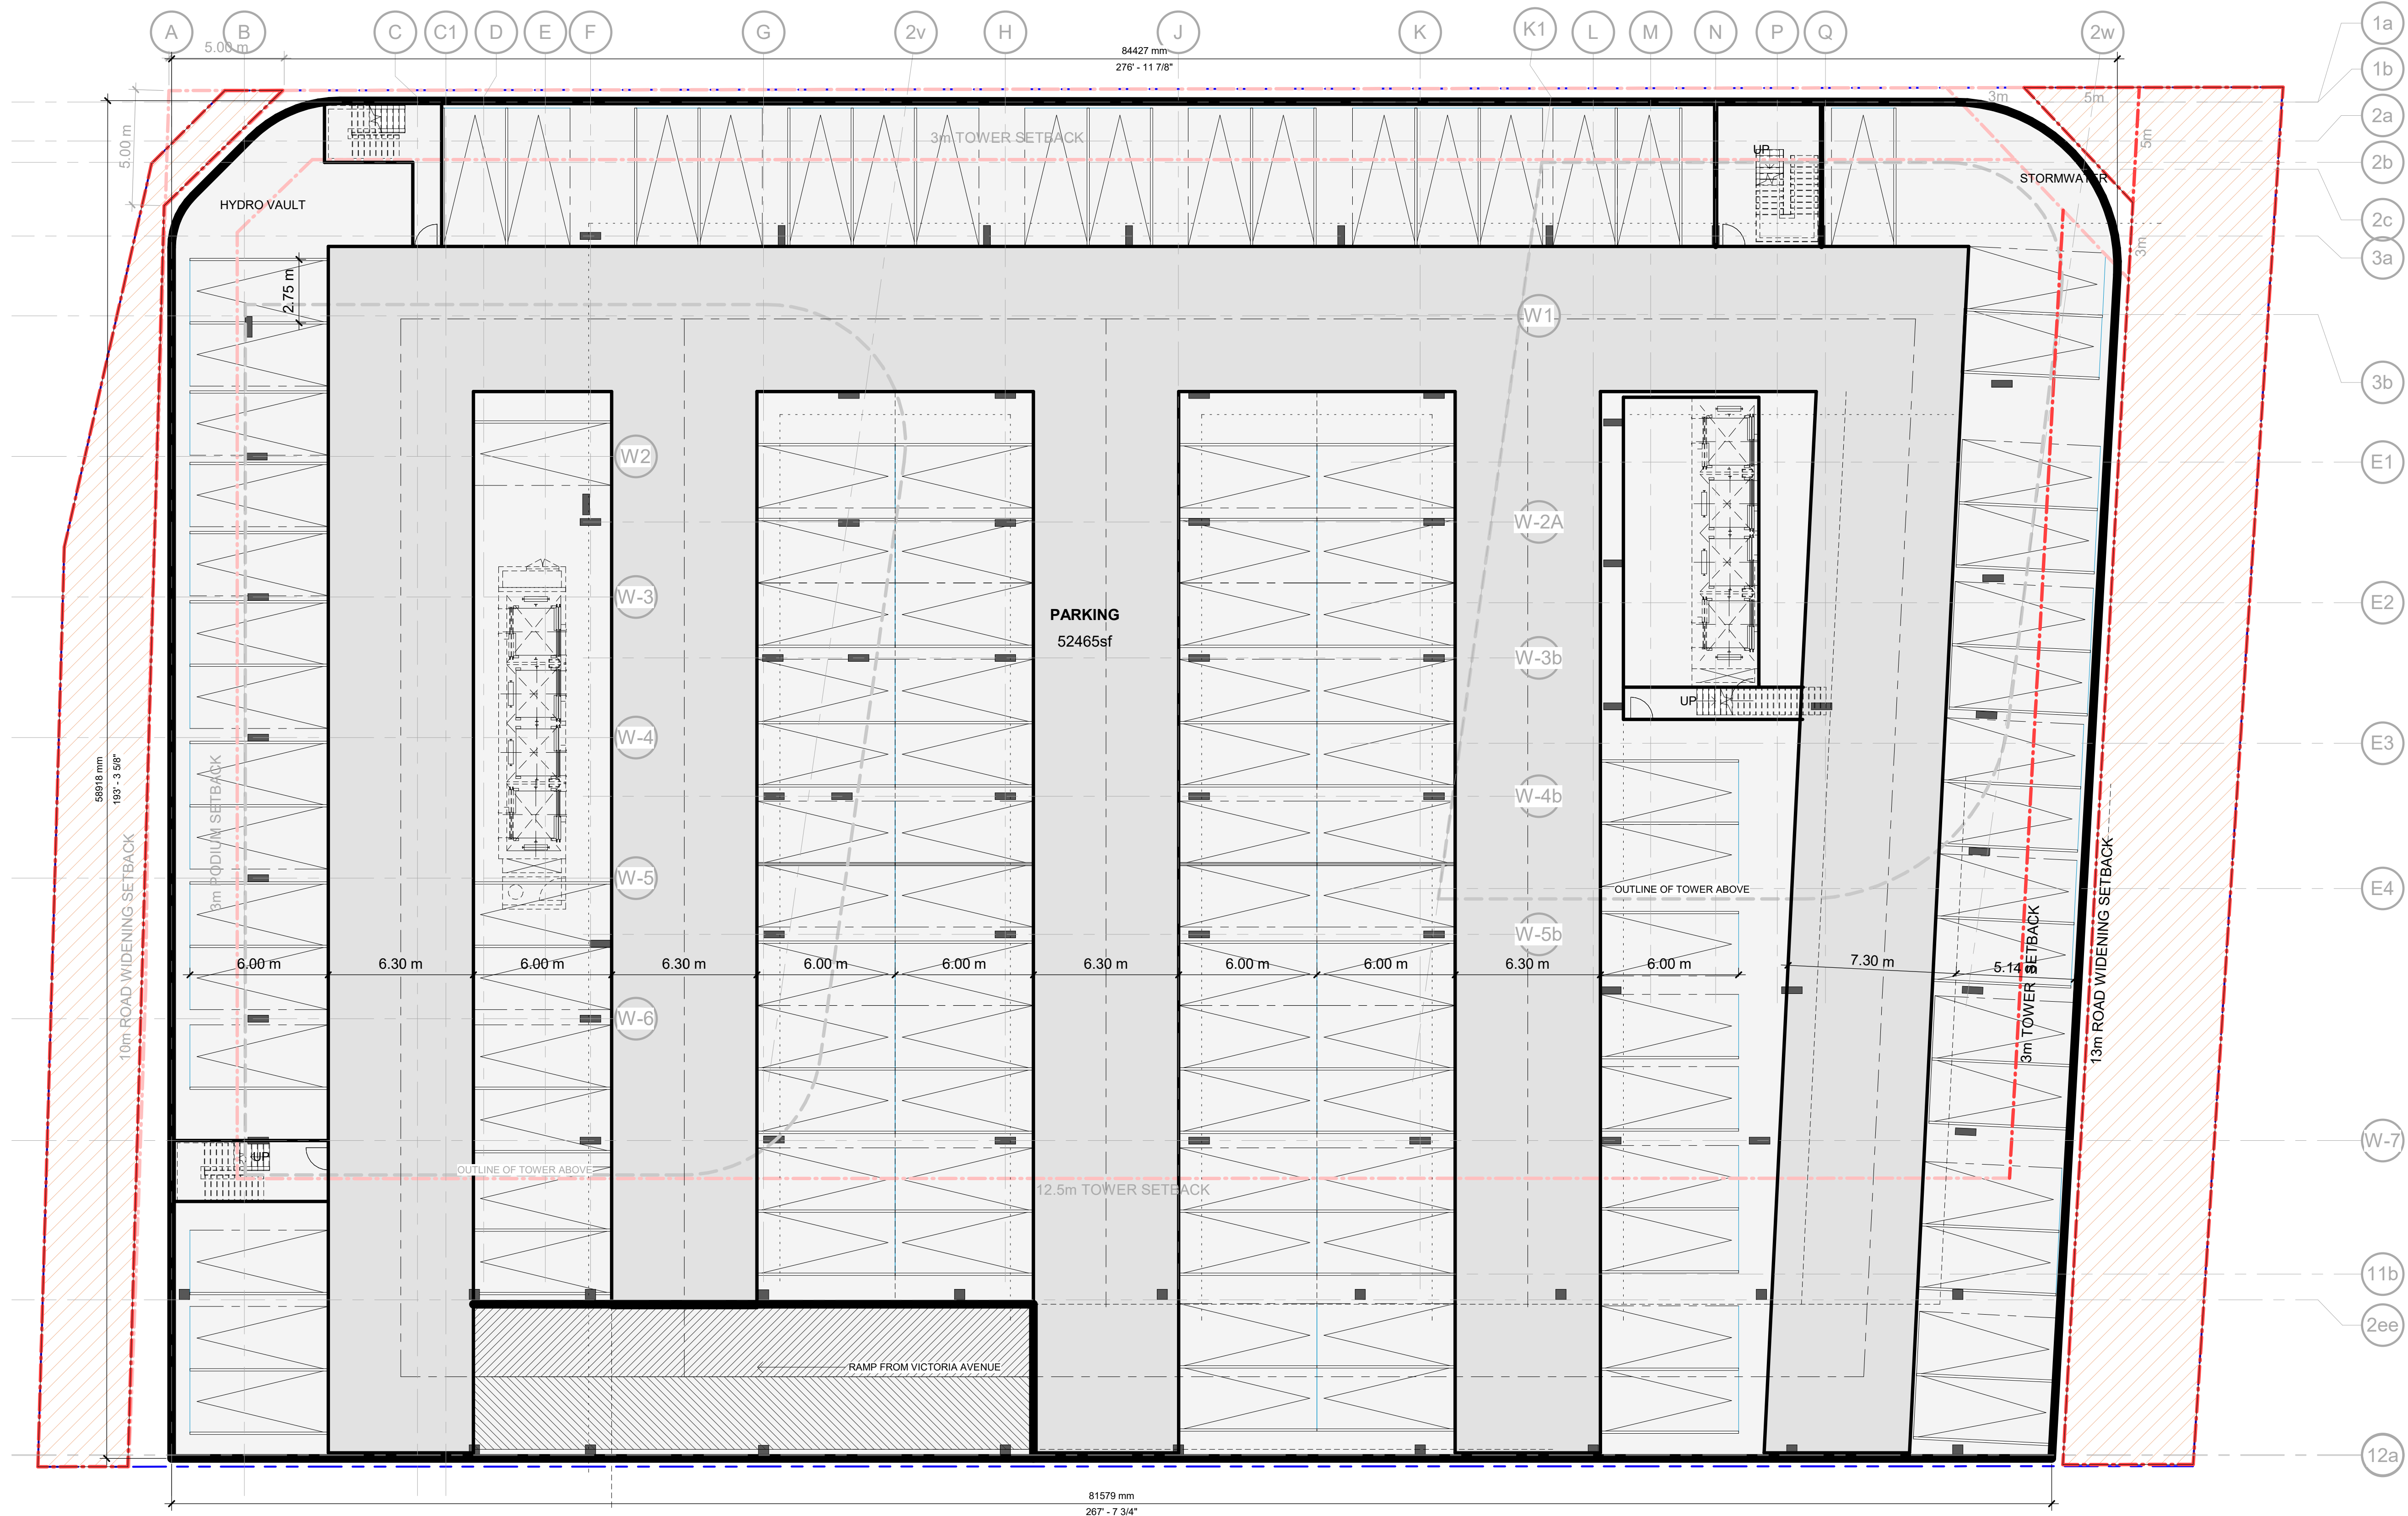 A
B
C
C1
D
E
F
G
2v
H
J
K
K1
L
M
N
P
Q
2w
1a
5.00 m
84427 mm
276' - 11 7/8"
1b
3m
5m
2a
5.00 m
3m TOWER SETBACK
5m
UP
2b
HYDRO VAULT
STORMWATER
2c
3m
3a
2.75 m
W1
3b
W2
E1
W-2A
W-3
E2
PARKING
52465sf
W-3b
UP
W-4
E3
58918 mm
193' - 3 5/8"
W-4b
3m PODIUM SETBACK
W-5
OUTLINE OF TOWER ABOVE
E4
10m ROAD WIDENING SETBACK
W-5b
3m TOWER SETBACK
13m ROAD WIDENING SETBACK
6.00 m
6.30 m
6.00 m
6.30 m
6.00 m
6.00 m
6.30 m
6.00 m
6.00 m
6.30 m
6.00 m
7.30 m
5.14
W-6
W-7
UP
OUTLINE OF TOWER ABOVE
12.5m TOWER SETBACK
11b
2ee
RAMP FROM VICTORIA AVENUE
12a
81579 mm
267' - 7 3/4"